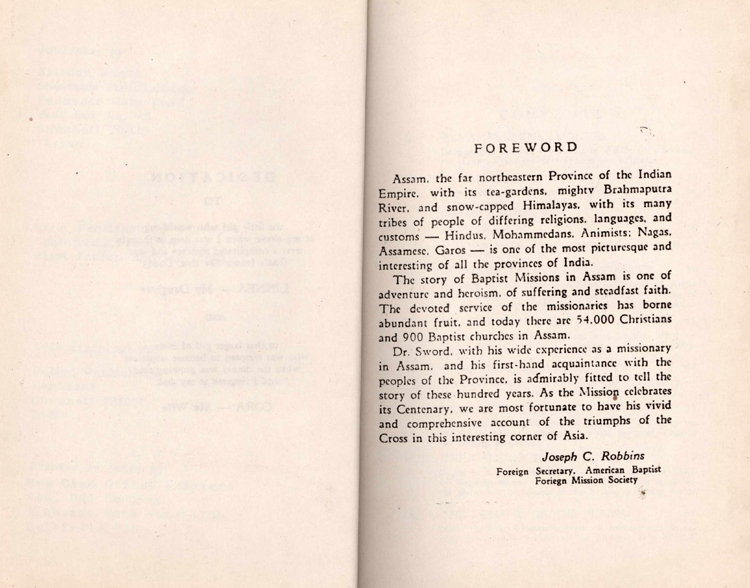 FOREWORD
Assam, the far northeastern Province of the Indian
Empire, with its tea-gardens, mighty Brahmaputra
River, and snow-capped Himalayas, with its many
tribes of people of differing religions, languages, and
customs — Hindus, Mohammedans, Animists; Nagas,
Assamese, Garos — is one of the most picturesque and
interesting of all the provinces of India.
The story of Baptist Missions in Assam is one of
adventure and heroism, of suffering and steadfast faith.
The devoted service of the missionaries has borne
abundant fruit, and today there are 54,000 Christians
and 900 Baptist churches in Assam.
Dr. Sword, with his wide experience as a missionary
in Assam, and his first-hand acquaintance with the
peoples of the Province, is admirably fitted to tell the
story of these hundred years. As the Mission celebrates
its Centenary, we are most fortunate to have his vivid
and comprehensive account of the triumphs of the
Cross in this interesting corner of Asia.
Joseph C. Robbins
Foreign Secretary, American Baptist
Foriegn Mission Society